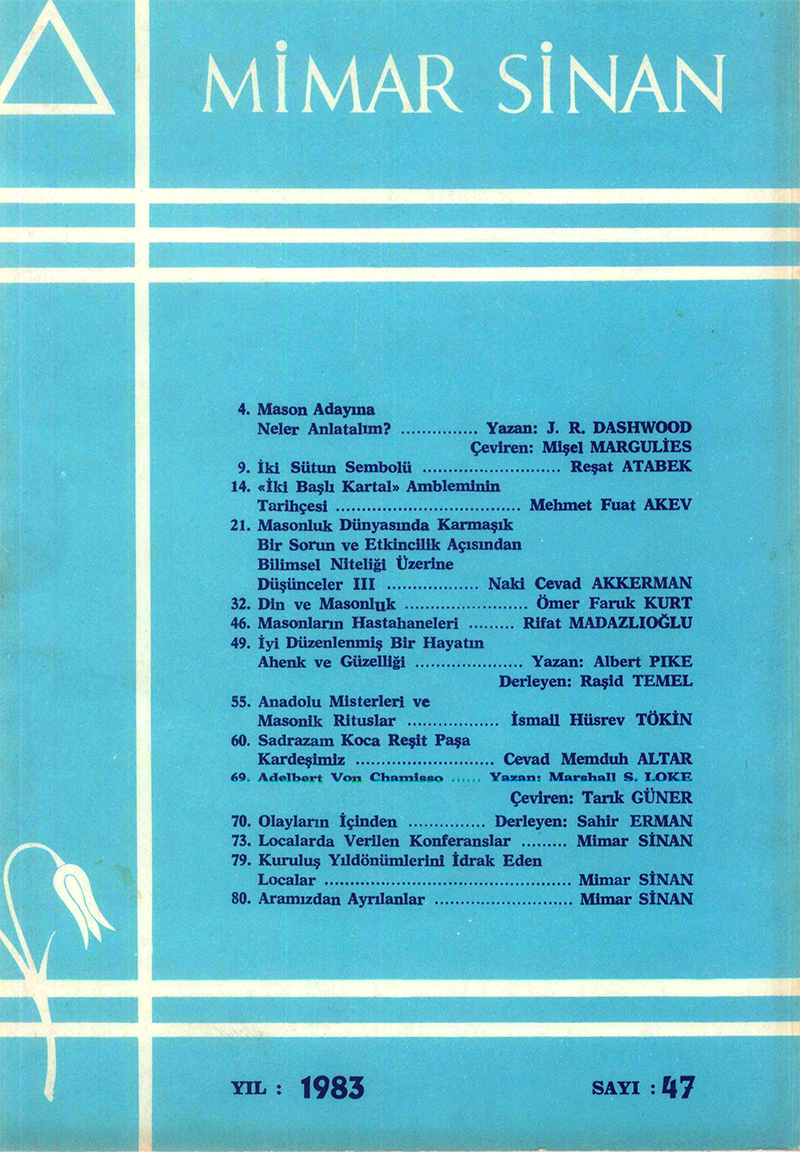 MİMAR SİNAN
4. Mason Adayına
Neler Anlatalım? ............... Yazan: J. R. DASHWOOD
Çeviren: Mişel MARGULİES
9. İki Sütun Sembolü ........................... Reşat ATABEK
14. «İki Başlı Kartal» Ambleminin
Tarihçesi .................................... Mehmet Fuat AKEV
21. Masonluk Dünyasında Karmaşık
Bir Sorun ve Etkincilik Açısından
Bilimsel Niteliği Üzerine
Düşünceler III .................. Naki Cevad AKKERMAN
32. Din ve Masonluk ........................ Ömer Faruk KURT
46. Masonların Hastahaneleri ......... Rifat MADAZLIOĞLU
49. İyi Düzenlenmiş Bir Hayatın
Ahenk ve Güzelliği ..................... Yazan: Albert PIKE
Derleyen: Raşid TEMEL
55. Anadolu Misterleri ve
Masonik Rituslar .................. İsmail Hüsrev TÖKİN
60. Sadrazam Koca Reşit Paşa
Kardeşimiz ........................... Cevad Memduh ALTAR
69. Adelbert Von Chamisso ...... Yazan: Marshall S. LOKE
Çeviren: Tarık GÜNER
70. Olayların İçinden ............... Derleyen: Sahir ERMAN
73. Localarda Verilen Konferanslar ......... Mimar SİNAN
79. Kuruluş Yıldönümlerini İdrak Eden
Localar ................................................ Mimar SİNAN
80. Aramızdan Ayrılanlar ........................... Mimar SİNAN
YIL : 1983 SAYI : 47